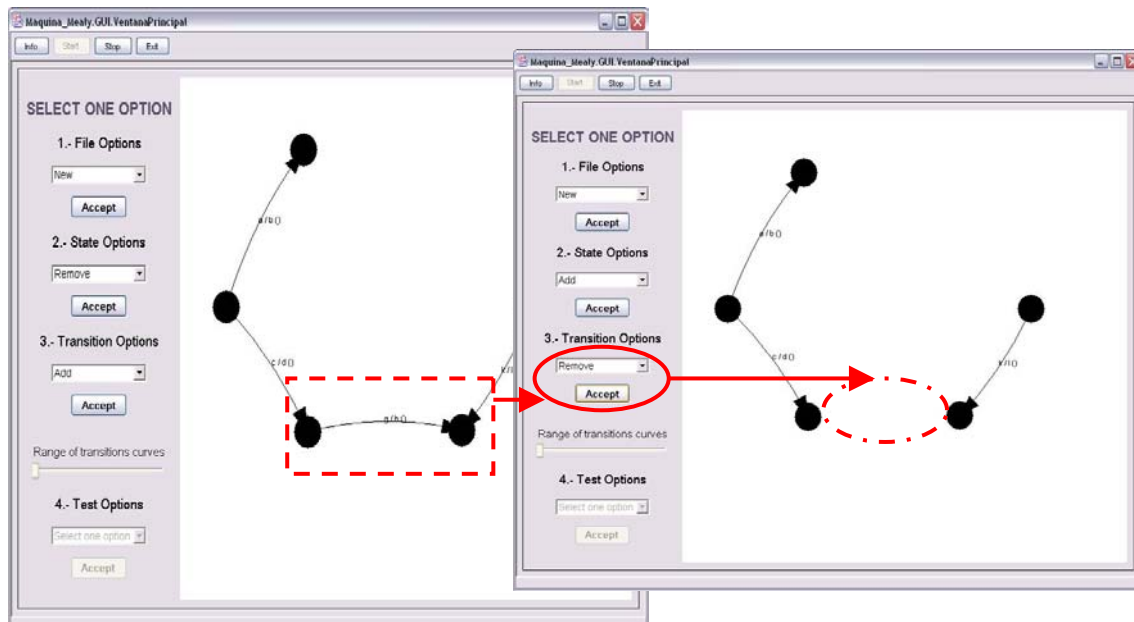 Maquina_Mealy.GUI.VentanaPrincipal
Info Start Stop Exit
SELECT ONE OPTION
1.- File Options
New
Accept
2.- State Options
Remove
Accept
3.- Transition Options
Add
Accept
Range of transitions curves
4.- Test Options
Select one option
Accept
a/b()
c/d()
g/h()
Maquina_Mealy.GUI.VentanaPrincipal
Info Start Stop Exit
SELECT ONE OPTION
1.- File Options
New
Accept
2.- State Options
Add
Accept
3.- Transition Options
Remove
Accept
Range of transitions curves
4.- Test Options
Select one option
Accept
a/b()
c/d()
k/l()